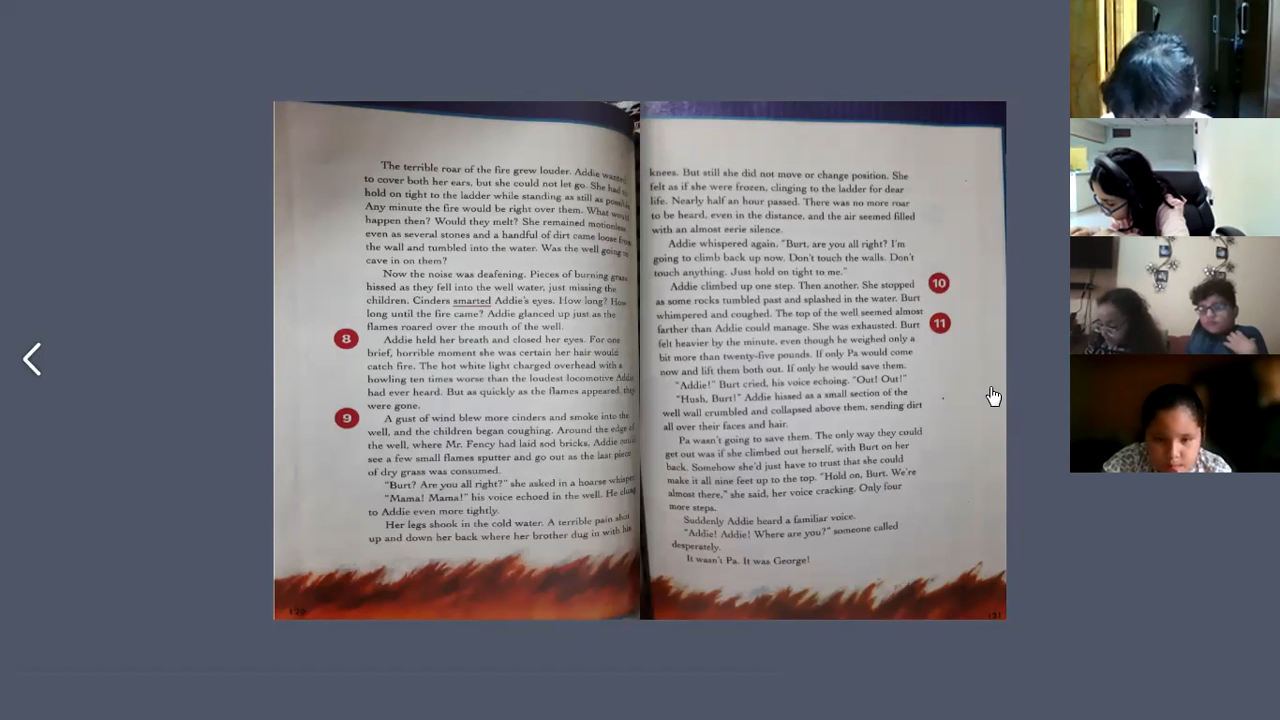 The terrible roar of the fire grew louder. Addie wanted
to cover both her ears, but she could not let go. She had to
hold on tight to the ladder while standing as still as possible.
Any minute the fire would be right over them. What would
happen then? Would they melt? She remained motionless
even as several stones and a handful of dirt came loose from
the wall and tumbled into the water. Was the well going to
cave in on them?
Now the noise was deafening. Pieces of burning grass
hissed as they fell into the well water, just missing the
children. Cinders smarted Addie's eyes. How long? How
long until the fire came? Addie glanced up just as the
flames roared over the mouth of the well.
8
Addie held her breath and closed her eyes. For one
brief, horrible moment she was certain her hair would
catch fire. The hot white light charged overhead with a
howling ten times worse than the loudest locomotive Addie
had ever heard. But as quickly as the flames appeared, they
were gone.
9
A gust of wind blew more cinders and smoke into the
well, and the children began coughing. Around the edge of
the well, where Mr. Fency had laid sod bricks, Addie could
see a few small flames sputter and go out as the last piece
of dry grass was consumed.
"Burt? Are you all right?" she asked in a hoarse whisper.
"Mama! Mama!" his voice echoed in the well. He clung
to Addie even more tightly.
Her legs shook in the cold water. A terrible pain shot
up and down her back where her brother dug in with his
120
knees. But still she did not move or change position. She
felt as if she were frozen, clinging to the ladder for dear
life. Nearly half an hour passed. There was no more roar
to be heard, even in the distance, and the air seemed filled
with an almost eerie silence.
Addie whispered again. "Burt, are you all right? I'm
going to climb back up now. Don't touch the walls. Don't
touch anything. Just hold on tight to me."
10
Addie climbed up one step. Then another. She stopped
as some rocks tumbled past and splashed in the water. Burt
whimpered and coughed. The top of the well seemed almost
11
farther than Addie could manage. She was exhausted. Burt
felt heavier by the minute, even though he weighed only a
bit more than twenty-five pounds. If only Pa would come
now and lift them both out. If only he would save them.
"Addie!" Burt cried, his voice echoing. "Out! Out!"
"Hush, Burt!" Addie hissed as a small section of the
well wall crumbled and collapsed above them, sending dirt
all over their faces and hair.
Pa wasn't going to save them. The only way they could
get out was if she climbed out herself, with Burt on her
back. Somehow she'd just have to trust that she could
make it all nine feet up to the top. "Hold on, Burt. We're
almost there," she said, her voice cracking. Only four
more steps.
Suddenly Addie heard a familiar voice.
"Addie! Addie! Where are you?" someone called
desperately.
It wasn't Pa. It was George!
121